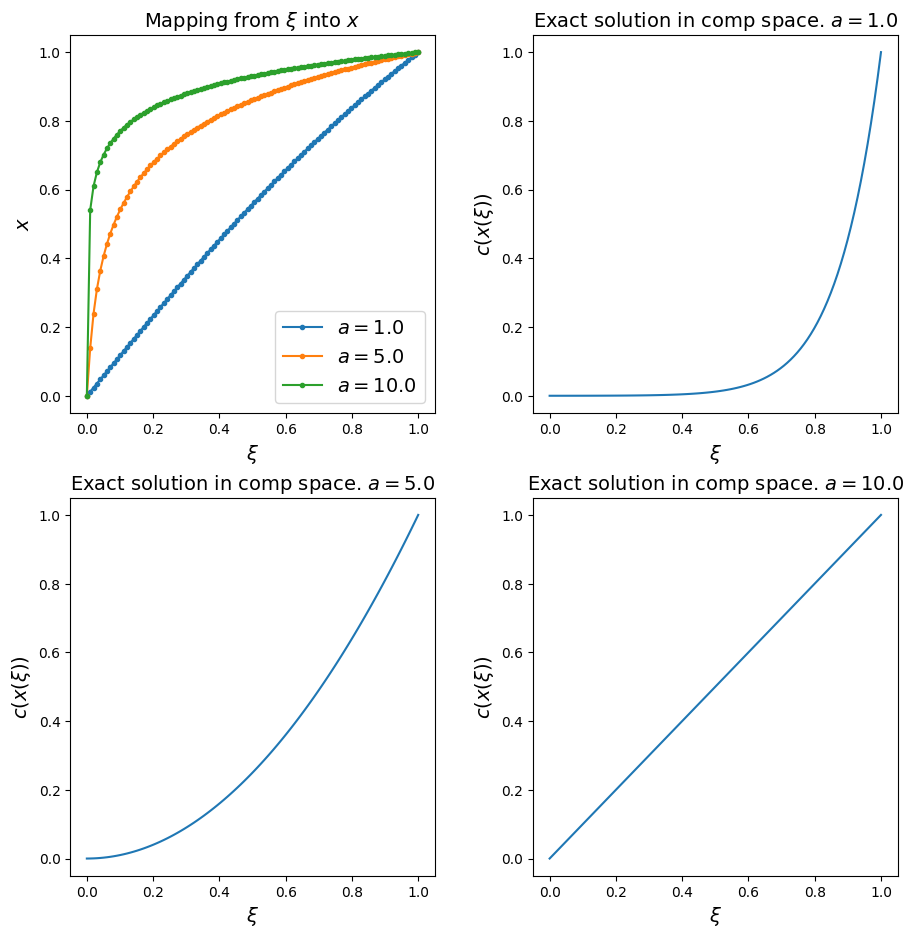 Mapping from ξ into x
1.0
0.8
0.6
0.4
0.2
0.0
x
a = 1.0
a = 5.0
a = 10.0
0.0 0.2 0.4 0.6 0.8 1.0
ξ
Exact solution in comp space. a = 1.0
1.0
0.8
0.6
0.4
0.2
0.0
c(x(ξ))
0.0 0.2 0.4 0.6 0.8 1.0
ξ
Exact solution in comp space. a = 5.0
1.0
0.8
0.6
0.4
0.2
0.0
c(x(ξ))
0.0 0.2 0.4 0.6 0.8 1.0
ξ
Exact solution in comp space. a = 10.0
1.0
0.8
0.6
0.4
0.2
0.0
c(x(ξ))
0.0 0.2 0.4 0.6 0.8 1.0
ξ